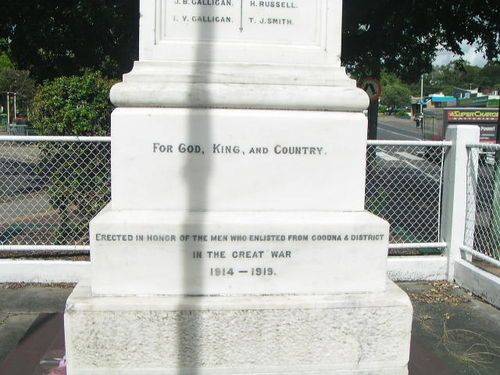 J. B. GALLIGAN.
H. RUSSELL.
T. V. GALLIGAN.
T. J. SMITH.
FOR GOD, KING, AND COUNTRY.
ERECTED IN HONOR OF THE MEN WHO ENLISTED FROM GOODNA & DISTRICT
IN THE GREAT WAR
1914 — 1919.
SUPERCHARGE